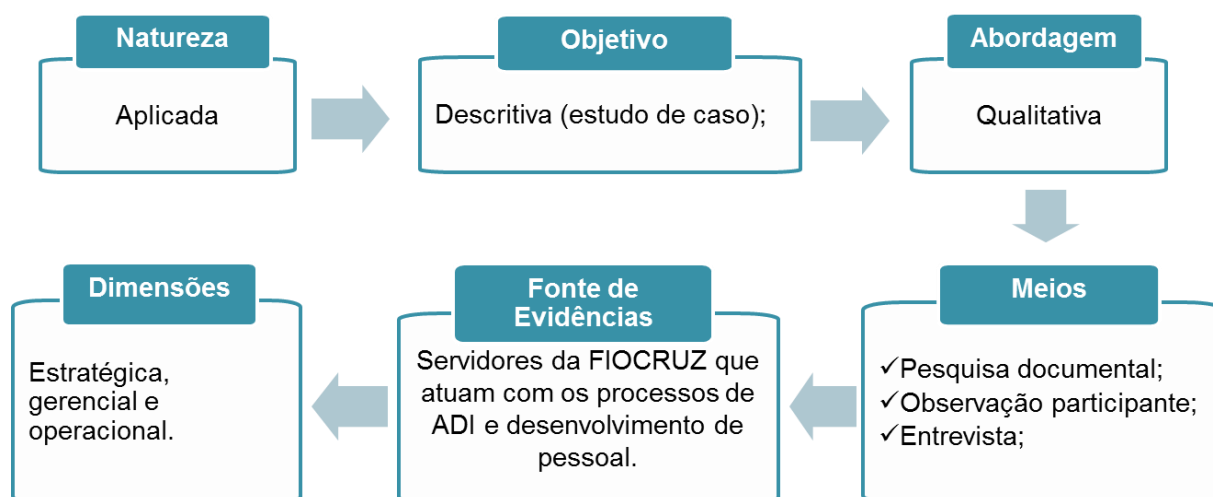 Natureza
Aplicada
Objetivo
Descritiva (estudo de caso);
Abordagem
Qualitativa
Meios
✓Pesquisa documental;
✓Observação participante;
✓Entrevista;
Fonte de
Evidências
Servidores da FIOCRUZ que
atuam com os processos de
ADI e desenvolvimento de
pessoal.
Dimensões
Estratégica,
gerencial e
operacional.